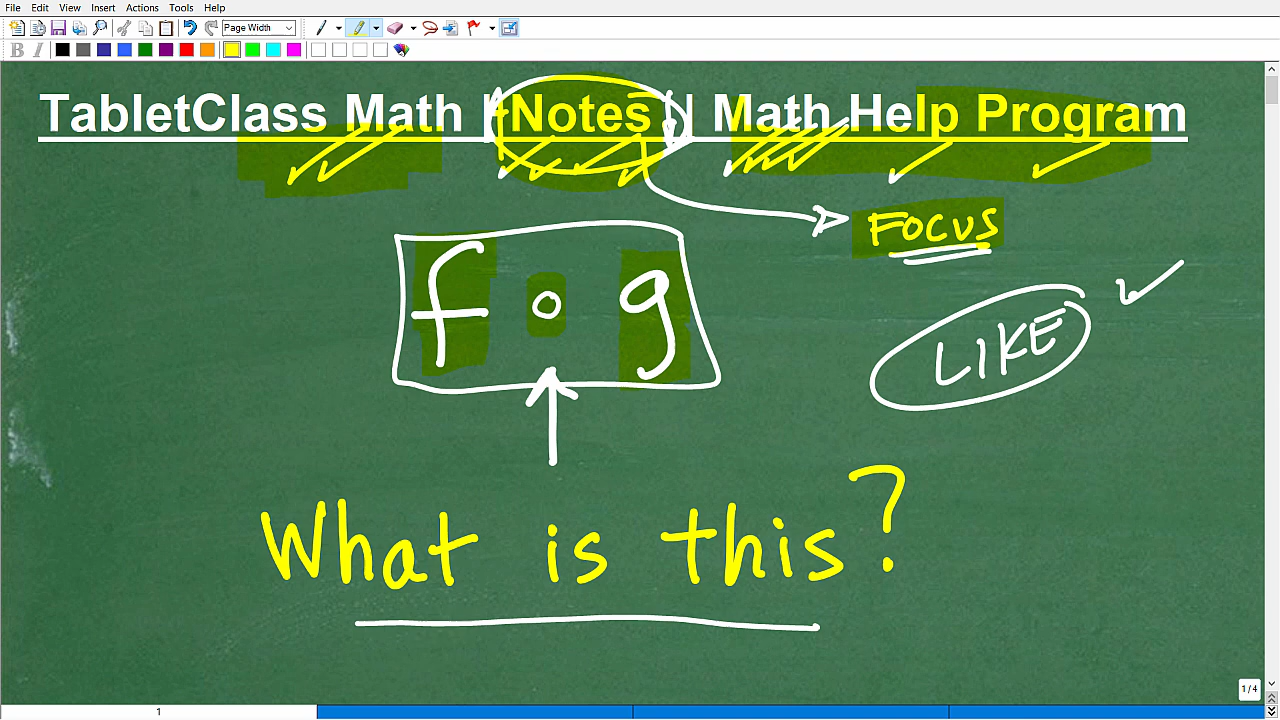 File Edit View Insert Actions Tools Help
Page Width
B I
TabletClass Math | Notes | Math Help Program
FOCUS
f ∘ g
LIKE
What is this?
1/4
1